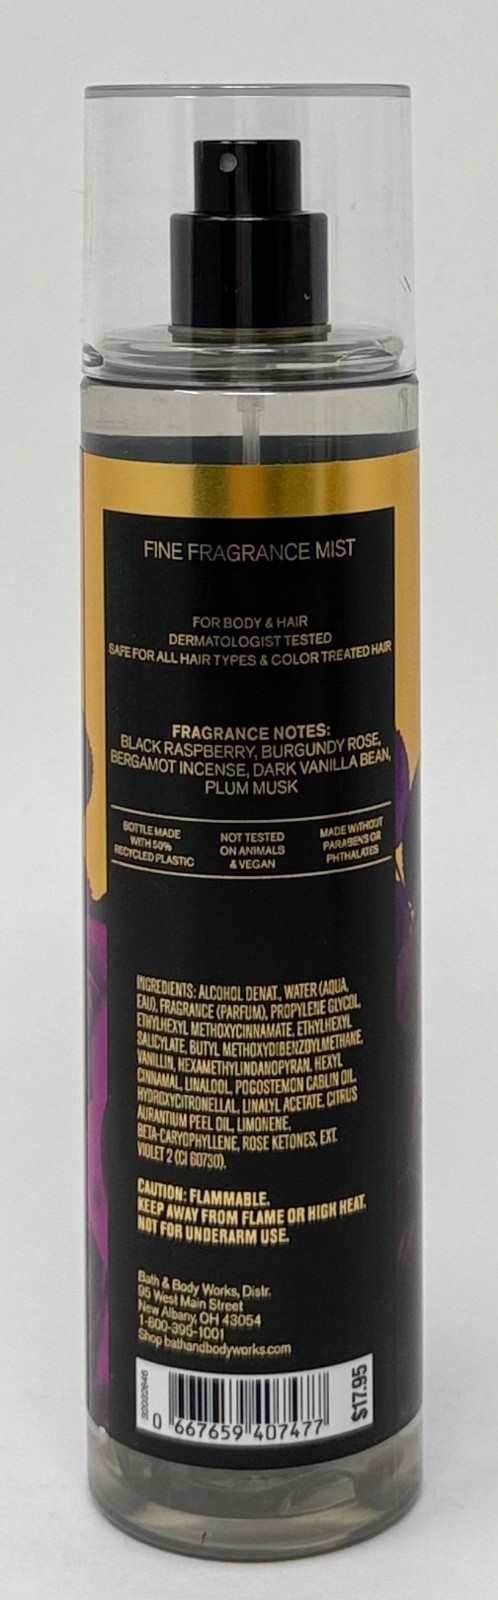 FINE FRAGRANCE MIST
FOR BODY & HAIR
DERMATOLOGIST TESTED
SAFE FOR ALL HAIR TYPES & COLOR TREATED HAIR
FRAGRANCE NOTES:
BLACK RASPBERRY, BURGUNDY ROSE,
BERGAMOT INCENSE, DARK VANILLA BEAN,
PLUM MUSK
BOTTLE MADE
WITH 50%
RECYCLED PLASTIC
NOT TESTED
ON ANIMALS
& VEGAN
MADE WITHOUT
PARABENS OR
PHTHALATES
INGREDIENTS: ALCOHOL DENAT., WATER (AQUA,
EAU), FRAGRANCE (PARFUM), PROPYLENE GLYCOL,
ETHYLHEXYL METHOXYCINNAMATE, ETHYLHEXYL
SALICYLATE, BUTYL METHOXYDIBENZOYLMETHANE,
VANILLIN, HEXAMETHYLINDANOPYRAN, HEXYL
CINNAMAL, LINALOOL, POGOSTEMON CABLIN OIL,
HYDROXYCITRONELLAL, LINALYL ACETATE, CITRUS
AURANTIUM PEEL OIL, LIMONENE,
BETA-CARYOPHYLLENE, ROSE KETONES, EXT.
VIOLET 2 (CI 60730).
CAUTION: FLAMMABLE.
KEEP AWAY FROM FLAME OR HIGH HEAT.
NOT FOR UNDERARM USE.
Bath & Body Works, Distr.
95 West Main Street
New Albany, OH 43054
1-800-395-1001
Shop bathandbodyworks.com
0 667659 407477
$17.95